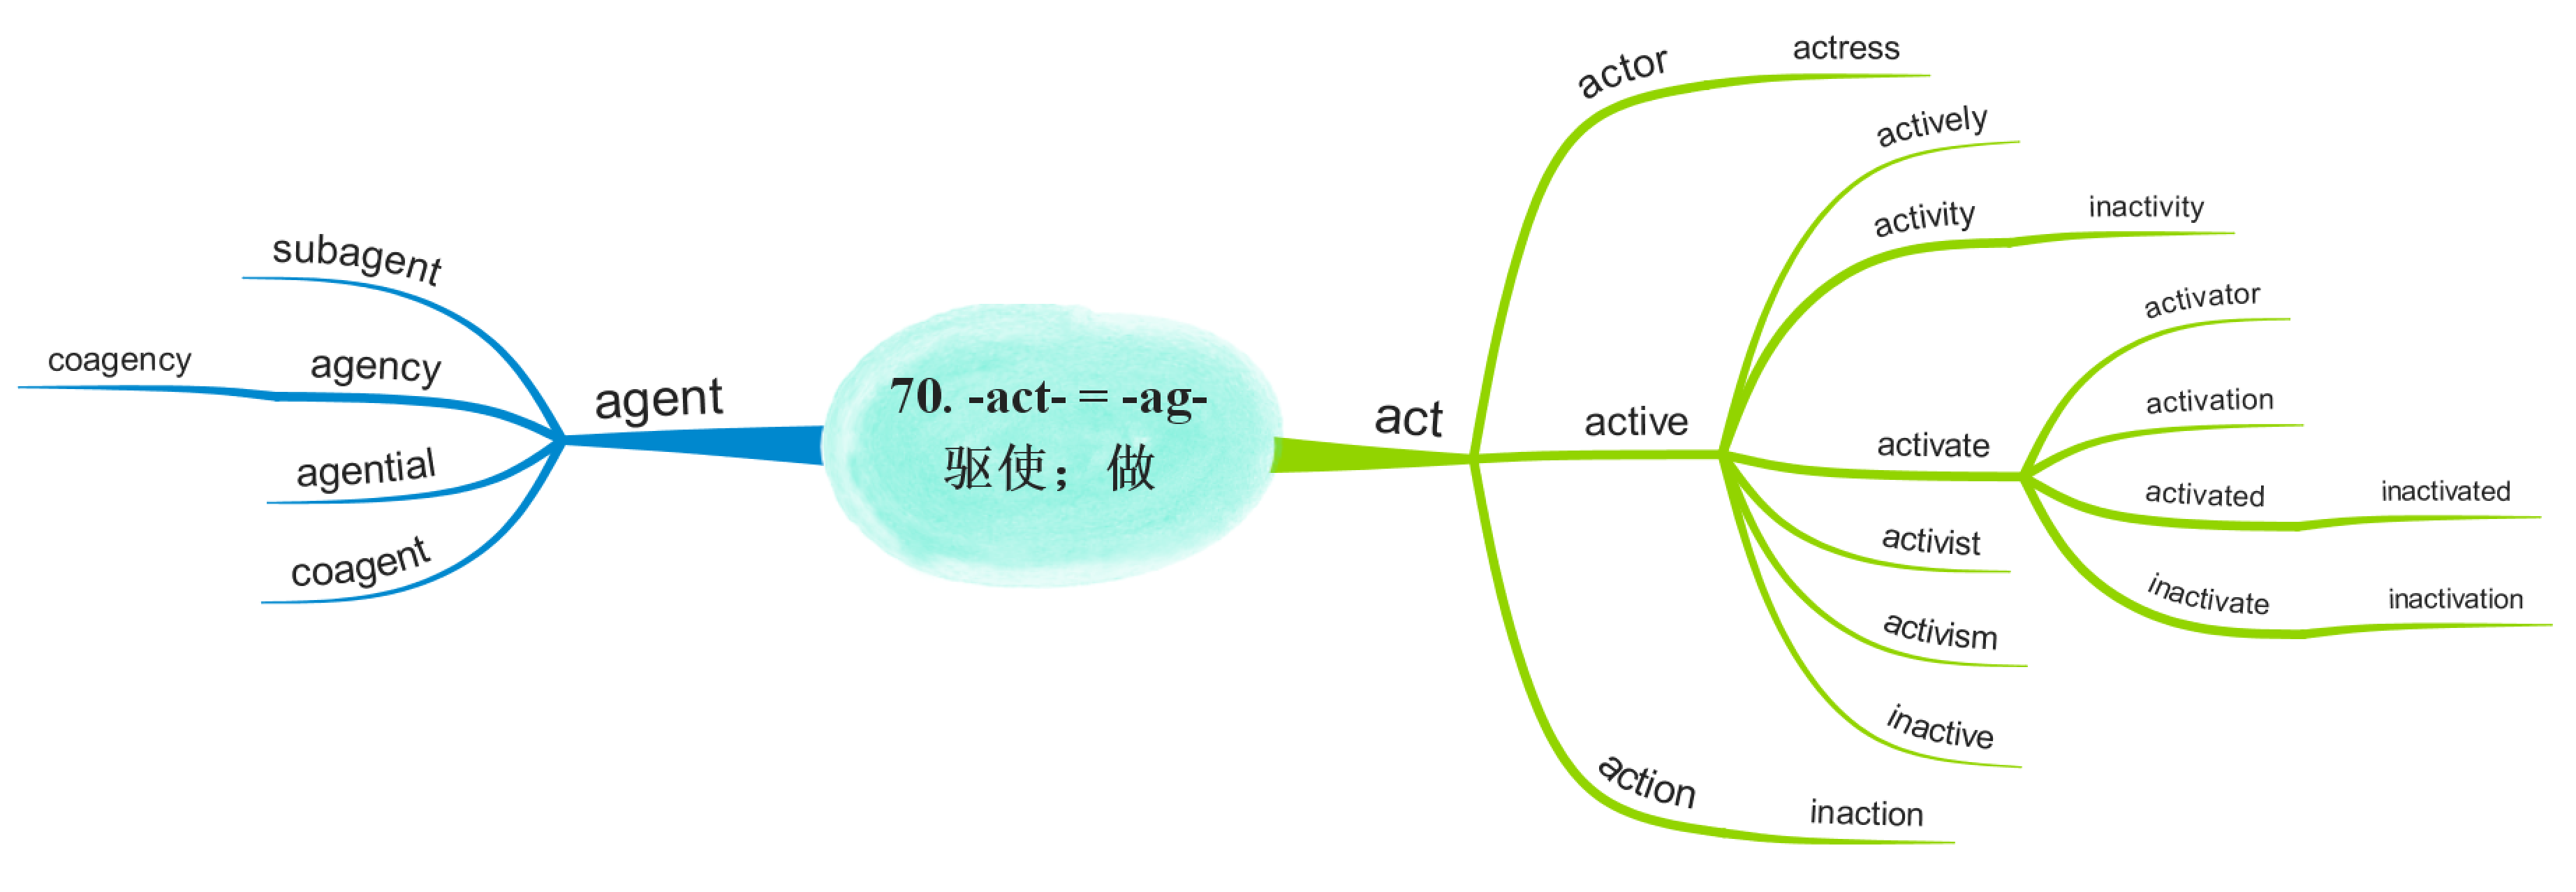 70. -act- = -ag-
驱使；做
agent
subagent
agency
coagency
agential
coagent
act
actor
actress
active
actively
activity
inactivity
activate
activator
activation
activated
inactivated
inactivate
inactivation
activist
activism
inactive
action
inaction